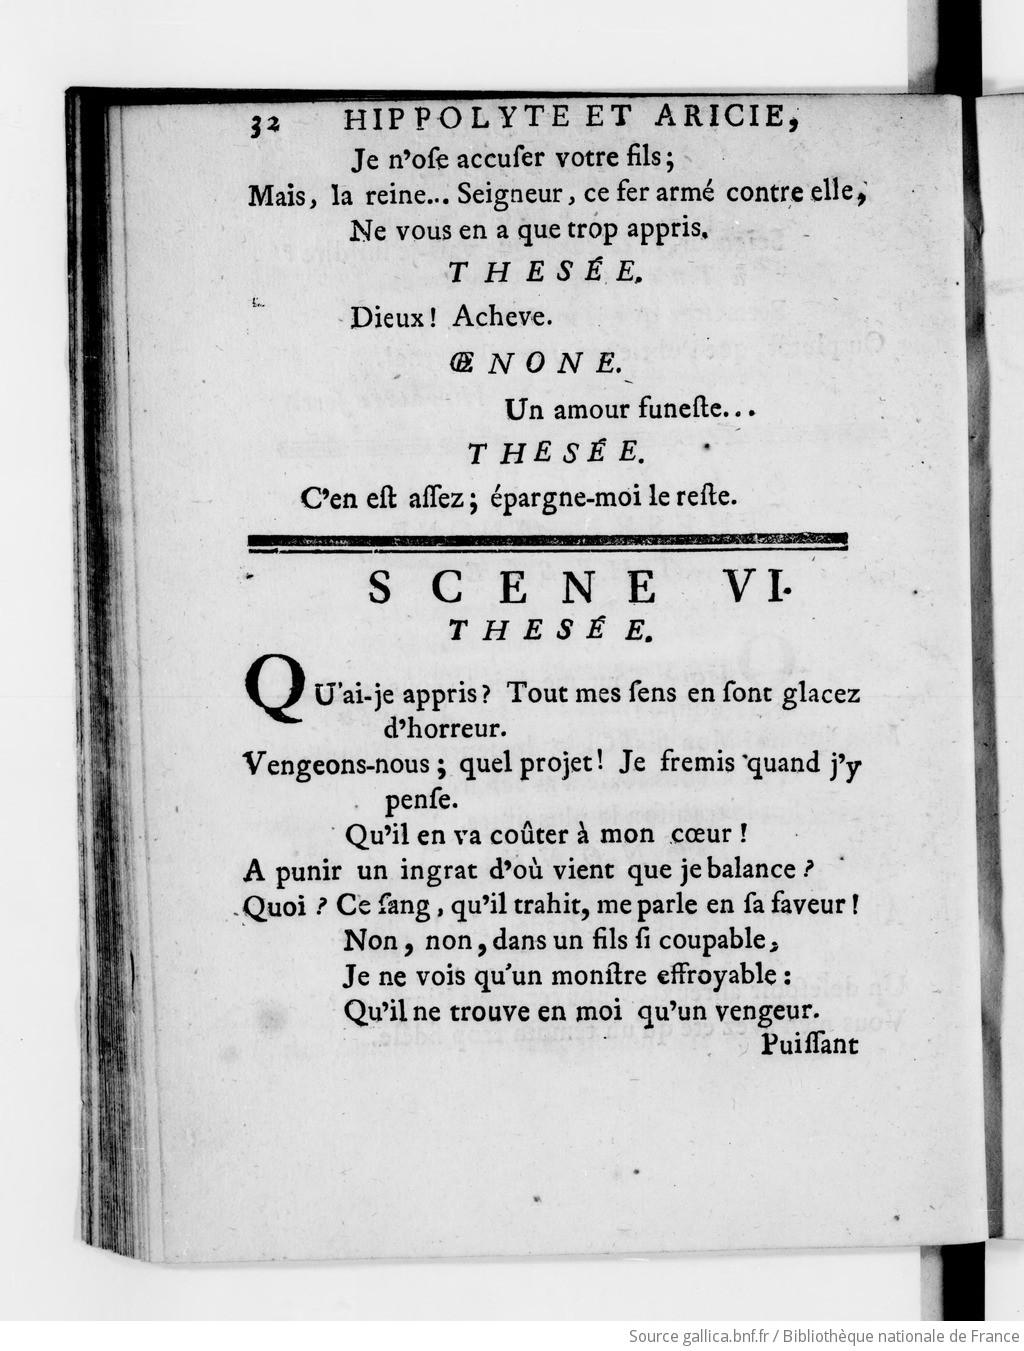 32 HIPPOLYTE ET ARICIE,
Je n'oſe accuſer votre fils;
Mais, la reine... Seigneur, ce fer armé contre elle,
Ne vous en a que trop appris.
THESÉE.
Dieux! Acheve.
ŒNONE.
Un amour funeſte...
THESÉE.
C'en eſt aſſez; épargne-moi le reſte.
SCENE VI.
THESÉE.
QU'ai-je appris? Tout mes ſens en ſont glacez
d'horreur.
Vengeons-nous; quel projet! Je fremis quand j'y
penſe.
Qu'il en va coûter à mon cœur!
A punir un ingrat d'où vient que je balance?
Quoi? Ce ſang, qu'il trahit, me parle en ſa faveur!
Non, non, dans un fils ſi coupable,
Je ne vois qu'un monſtre effroyable:
Qu'il ne trouve en moi qu'un vengeur.
Puiſſant
Source gallica.bnf.fr / Bibliothèque nationale de France